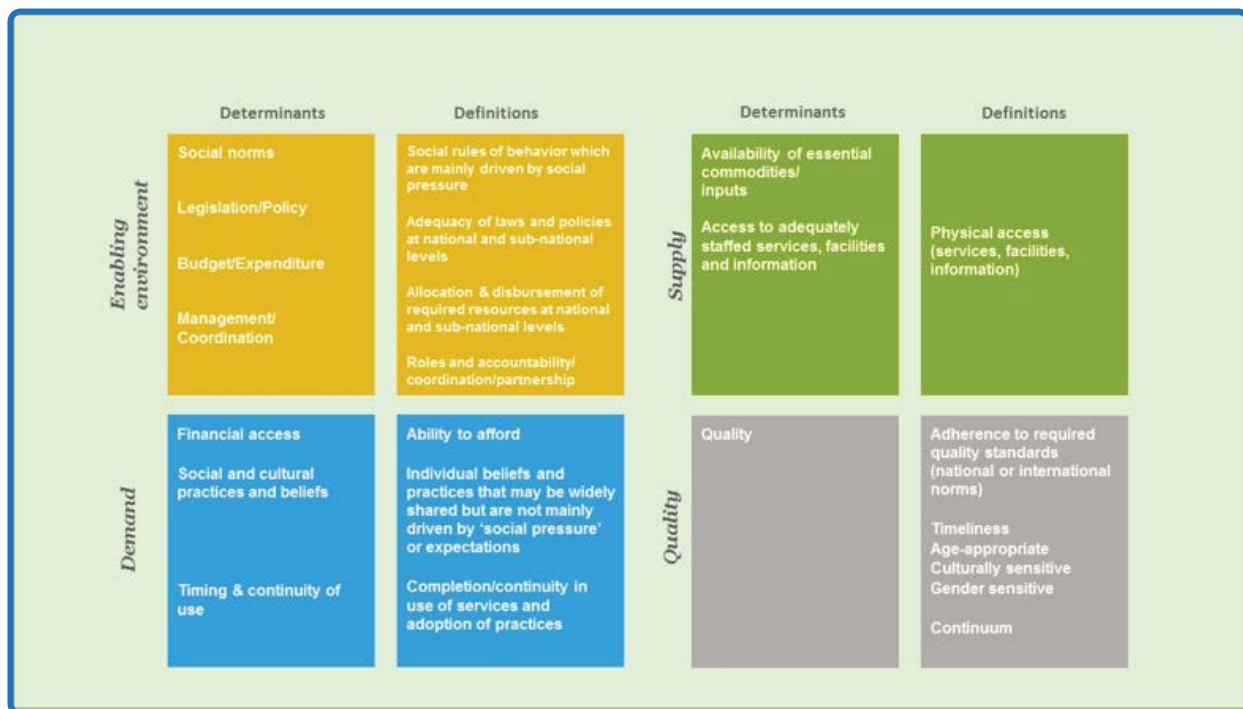 Determinants
Definitions
Enabling
environment
Social norms
Legislation/Policy
Budget/Expenditure
Management/
Coordination
Social rules of behavior which
are mainly driven by social
pressure
Adequacy of laws and policies
at national and sub-national
levels
Allocation & disbursement of
required resources at national
and sub-national levels
Roles and accountability/
coordination/partnership
Determinants
Definitions
Supply
Availability of essential
commodities/
inputs
Access to adequately
staffed services, facilities
and information
Physical access
(services, facilities,
information)
Demand
Financial access
Social and cultural
practices and beliefs
Timing & continuity of
use
Ability to afford
Individual beliefs and
practices that may be widely
shared but are not mainly
driven by ‘social pressure’
or expectations
Completion/continuity in
use of services and
adoption of practices
Quality
Quality
Adherence to required
quality standards
(national or international
norms)
Timeliness
Age-appropriate
Culturally sensitive
Gender sensitive
Continuum